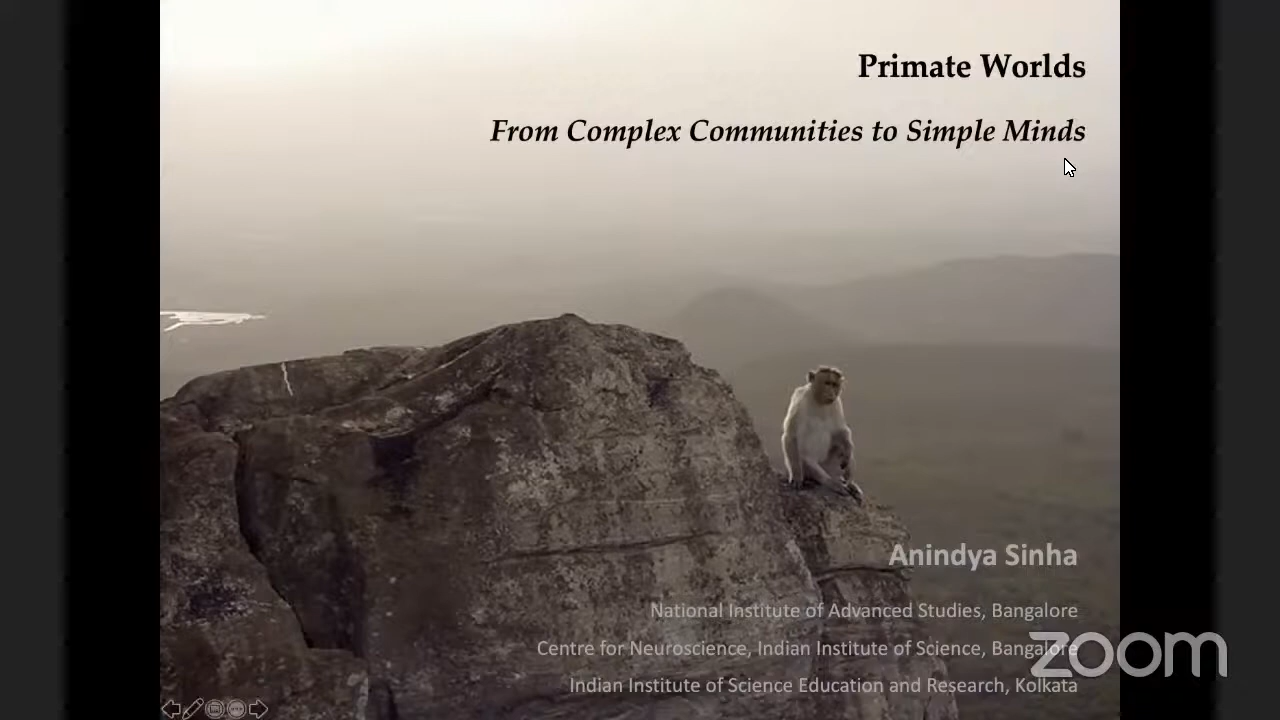 Primate Worlds
From Complex Communities to Simple Minds
Anindya Sinha
National Institute of Advanced Studies, Bangalore
Centre for Neuroscience, Indian Institute of Science, Bangalore
Indian Institute of Science Education and Research, Kolkata
zoom